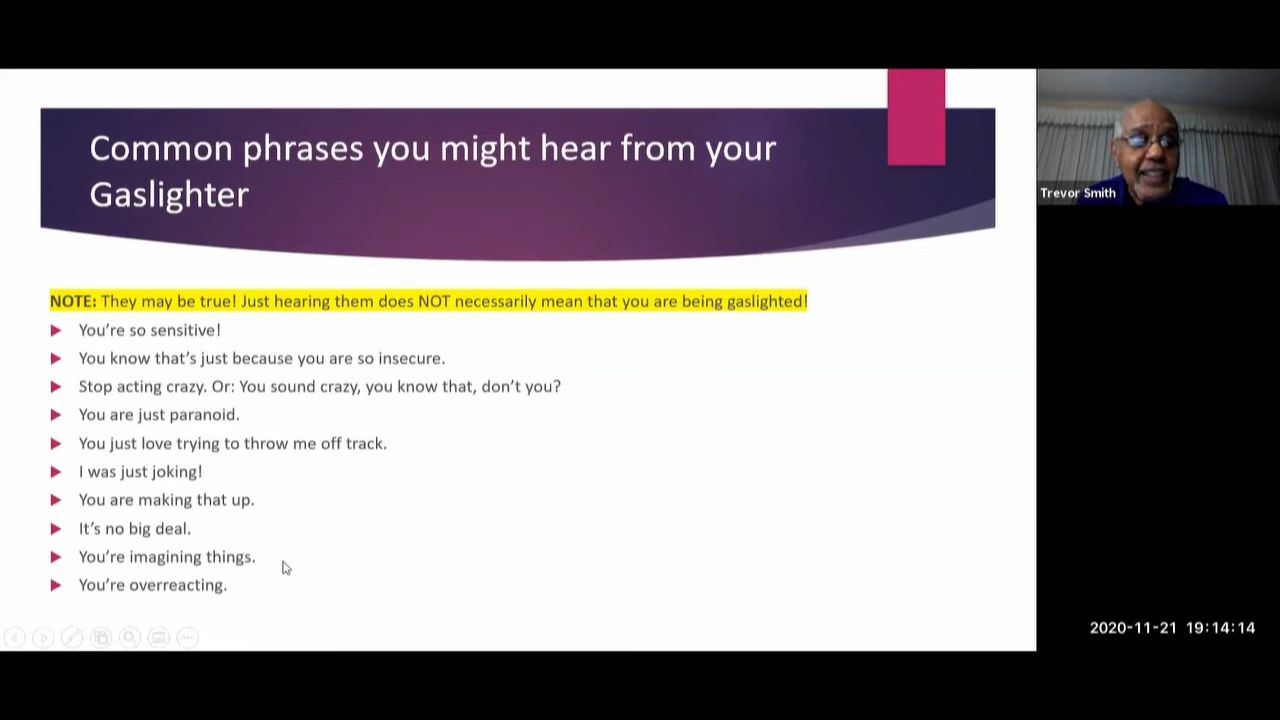 Common phrases you might hear from your
Gaslighter
NOTE: They may be true! Just hearing them does NOT necessarily mean that you are being gaslighted!
You’re so sensitive!
You know that’s just because you are so insecure.
Stop acting crazy. Or: You sound crazy, you know that, don’t you?
You are just paranoid.
You just love trying to throw me off track.
I was just joking!
You are making that up.
It’s no big deal.
You’re imagining things.
You’re overreacting.
Trevor Smith
2020-11-21 19:14:14